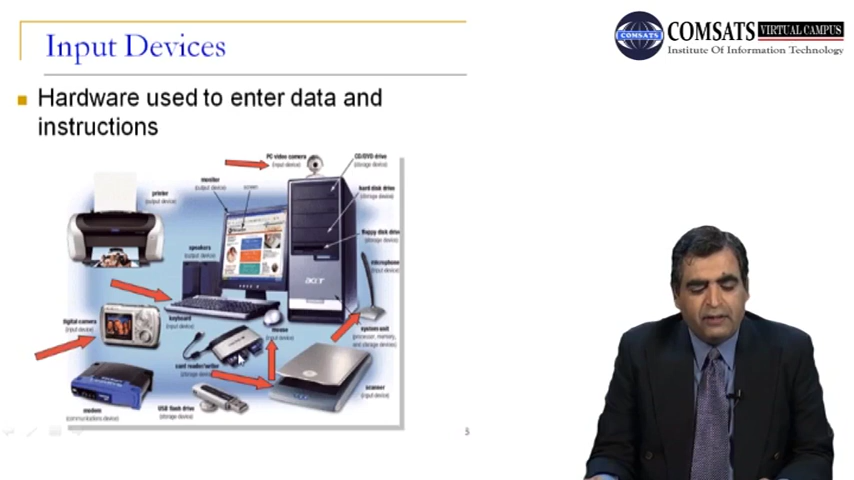 Input Devices
COMSATS VIRTUAL CAMPUS
COMSATS
Institute Of Information Technology
Hardware used to enter data and
instructions
PC video camera
(input device)
CD/DVD drive
(storage device)
monitor
(output device)
screen
printer
(output device)
hard disk drive
(storage device)
floppy disk drive
(storage device)
speakers
(output device)
microphone
(input device)
acer
keyboard
(input device)
digital camera
(input device)
mouse
(input device)
system unit
(processor, memory,
and storage devices)
card reader/writer
(storage device)
scanner
(input device)
modem
(communications device)
USB flash drive
(storage device)